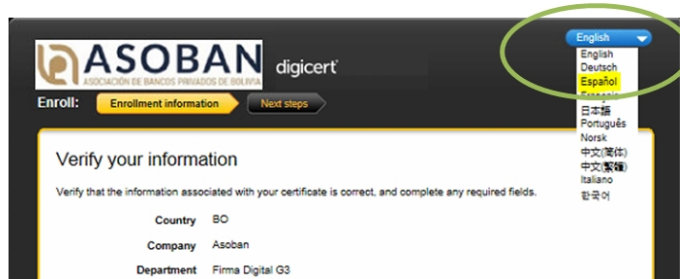 English
ASOBAN
ASOCIACIÓN DE BANCOS PRIVADOS DE BOLIVIA
digicert
English
Deutsch
Español
Français
日本語
Português
Norsk
中文(简体)
中文(繁體)
Italiano
한국어
Enroll:
Enrollment information
Next steps
Verify your information
Verify that the information associated with your certificate is correct, and complete any required fields.
Country BO
Company Asoban
Department Firma Digital G3